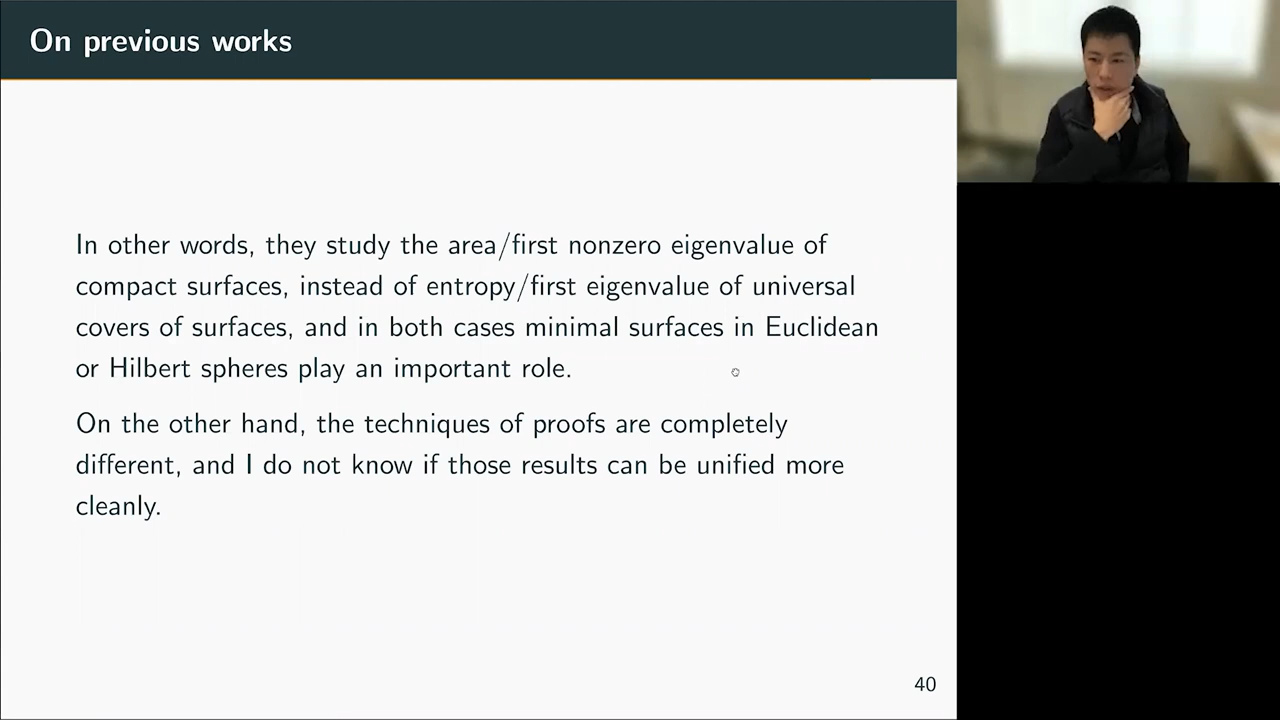 On previous works
In other words, they study the area/first nonzero eigenvalue of
compact surfaces, instead of entropy/first eigenvalue of universal
covers of surfaces, and in both cases minimal surfaces in Euclidean
or Hilbert spheres play an important role.
On the other hand, the techniques of proofs are completely
different, and I do not know if those results can be unified more
cleanly.
40